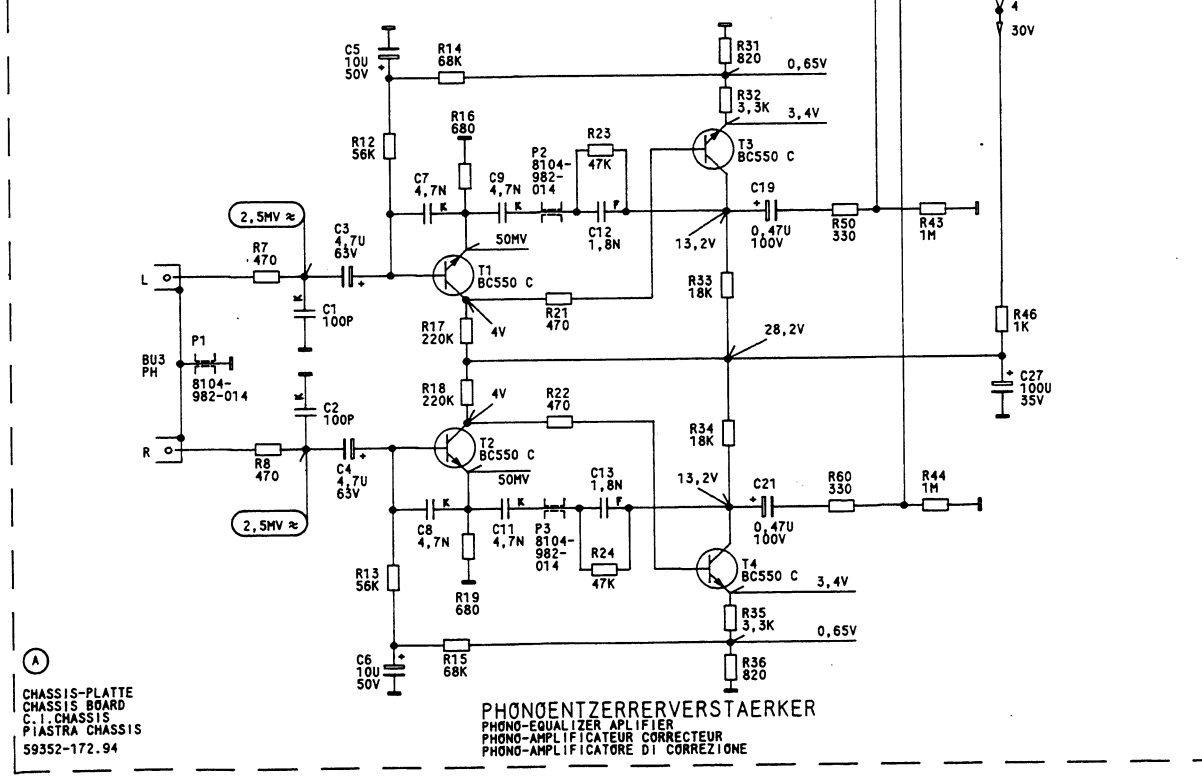 4
30V
C5
10U
50V
+
R14
68K
R31
820
0,65V
R32
3,3K
3,4V
R16
680
R12
56K
R23
47K
P2
8104-
982-
014
T3
BC550 C
C7
4,7N
K
C9
4,7N
K
F
C12
1,8N
C19
+
0,47U
100V
R50
330
R43
1M
13,2V
2,5MV ≈
R7
470
C3
4,7U
63V
+
50MV
T1
BC550 C
L
K
C1
100P
R21
470
R33
18K
R17
220K
4V
28,2V
R46
1K
BU3
PH
P1
8104-
982-014
K
C2
100P
R18
220K
4V
R22
470
+
C27
100U
35V
R34
18K
R
R8
470
C4
4,7U
63V
+
T2
BC550 C
50MV
C13
1,8N
F
13,2V
C21
+
0,47U
100V
R60
330
R44
1M
2,5MV ≈
C8
4,7N
K
C11
4,7N
K
P3
8104-
982-
014
R24
47K
T4
BC550 C
3,4V
R13
56K
R19
680
R35
3,3K
0,65V
C6
10U
50V
+
R15
68K
R36
820
A
CHASSIS-PLATTE
CHASSIS BOARD
C.I.CHASSIS
PIASTRA CHASSIS
59352-172.94
PHONOENTZERRERVERSTAERKER
PHONO-EQUALIZER APLIFIER
PHONO-AMPLIFICATEUR CORRECTEUR
PHONO-AMPLIFICATORE DI CORREZIONE